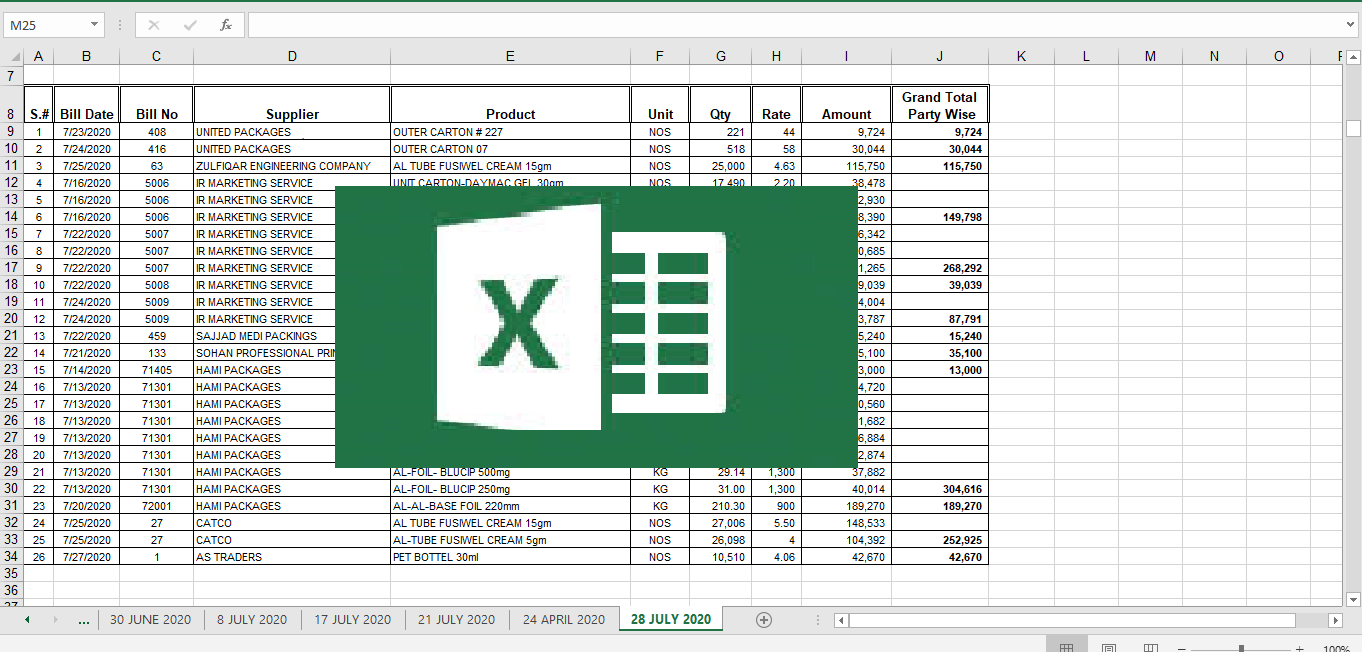 M25 fx
A B C D E F G H I J K L M N O
7
Grand Total
8 S.# Bill Date Bill No Supplier Product Unit Qty Rate Amount Party Wise
9 1 7/23/2020 408 UNITED PACKAGES OUTER CARTON # 227 NOS 221 44 9,724 9,724
10 2 7/24/2020 416 UNITED PACKAGES OUTER CARTON 07 NOS 518 58 30,044 30,044
11 3 7/25/2020 63 ZULFIQAR ENGINEERING COMPANY AL TUBE FUSIWEL CREAM 15gm NOS 25,000 4.63 115,750 115,750
12 4 7/16/2020 5006 IR MARKETING SERVICE UNIT CARTON-DAYMAC GEL 30gm NOS 17,490 2.20 38,478
13 5 7/16/2020 5006 IR MARKETING SERVICE 2,930
14 6 7/16/2020 5006 IR MARKETING SERVICE 8,390 149,798
15 7 7/22/2020 5007 IR MARKETING SERVICE 6,342
16 8 7/22/2020 5007 IR MARKETING SERVICE 0,685
17 9 7/22/2020 5007 IR MARKETING SERVICE 1,265 268,292
18 10 7/22/2020 5008 IR MARKETING SERVICE 9,039 39,039
19 11 7/24/2020 5009 IR MARKETING SERVICE 4,004
20 12 7/24/2020 5009 IR MARKETING SERVICE 3,787 87,791
21 13 7/22/2020 459 SAJJAD MEDI PACKINGS 5,240 15,240
22 14 7/21/2020 133 SOHAN PROFESSIONAL PRI 5,100 35,100
23 15 7/14/2020 71405 HAMI PACKAGES 3,000 13,000
24 16 7/13/2020 71301 HAMI PACKAGES 4,720
25 17 7/13/2020 71301 HAMI PACKAGES 0,560
26 18 7/13/2020 71301 HAMI PACKAGES 1,682
27 19 7/13/2020 71301 HAMI PACKAGES 6,884
28 20 7/13/2020 71301 HAMI PACKAGES 2,874
29 21 7/13/2020 71301 HAMI PACKAGES AL-FOIL- BLUCIP 500mg KG 29.14 1,300 37,882
30 22 7/13/2020 71301 HAMI PACKAGES AL-FOIL- BLUCIP 250mg KG 31.00 1,300 40,014 304,616
31 23 7/20/2020 72001 HAMI PACKAGES AL-AL-BASE FOIL 220mm KG 210.30 900 189,270 189,270
32 24 7/25/2020 27 CATCO AL TUBE FUSIWEL CREAM 15gm NOS 27,006 5.50 148,533
33 25 7/25/2020 27 CATCO AL-TUBE FUSIWEL CREAM 5gm NOS 26,098 4 104,392 252,925
34 26 7/27/2020 1 AS TRADERS PET BOTTEL 30ml NOS 10,510 4.06 42,670 42,670
35
36
X
... 30 JUNE 2020 8 JULY 2020 17 JULY 2020 21 JULY 2020 24 APRIL 2020 28 JULY 2020
100%